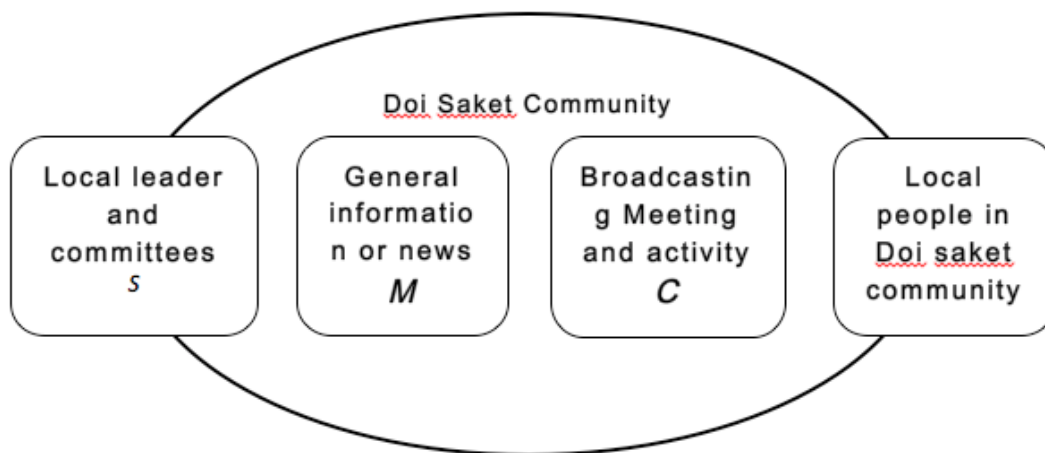 Doi Saket Community
Local leader
and
committees
S
General
informatio
n or news
M
Broadcastin
g Meeting
and activity
C
Local
people in
Doi saket
community